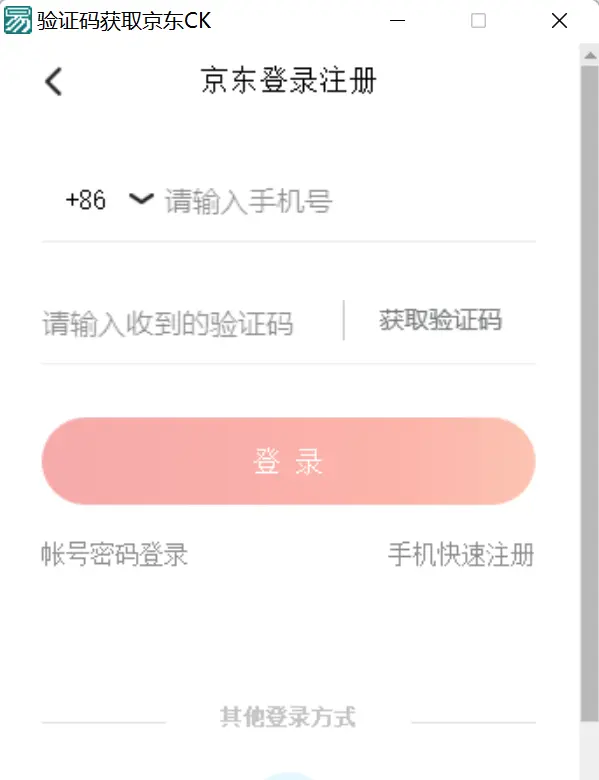 验证码获取京东CK
京东登录注册
+86 请输入手机号
请输入收到的验证码 获取验证码
登 录
帐号密码登录 手机快速注册
其他登录方式